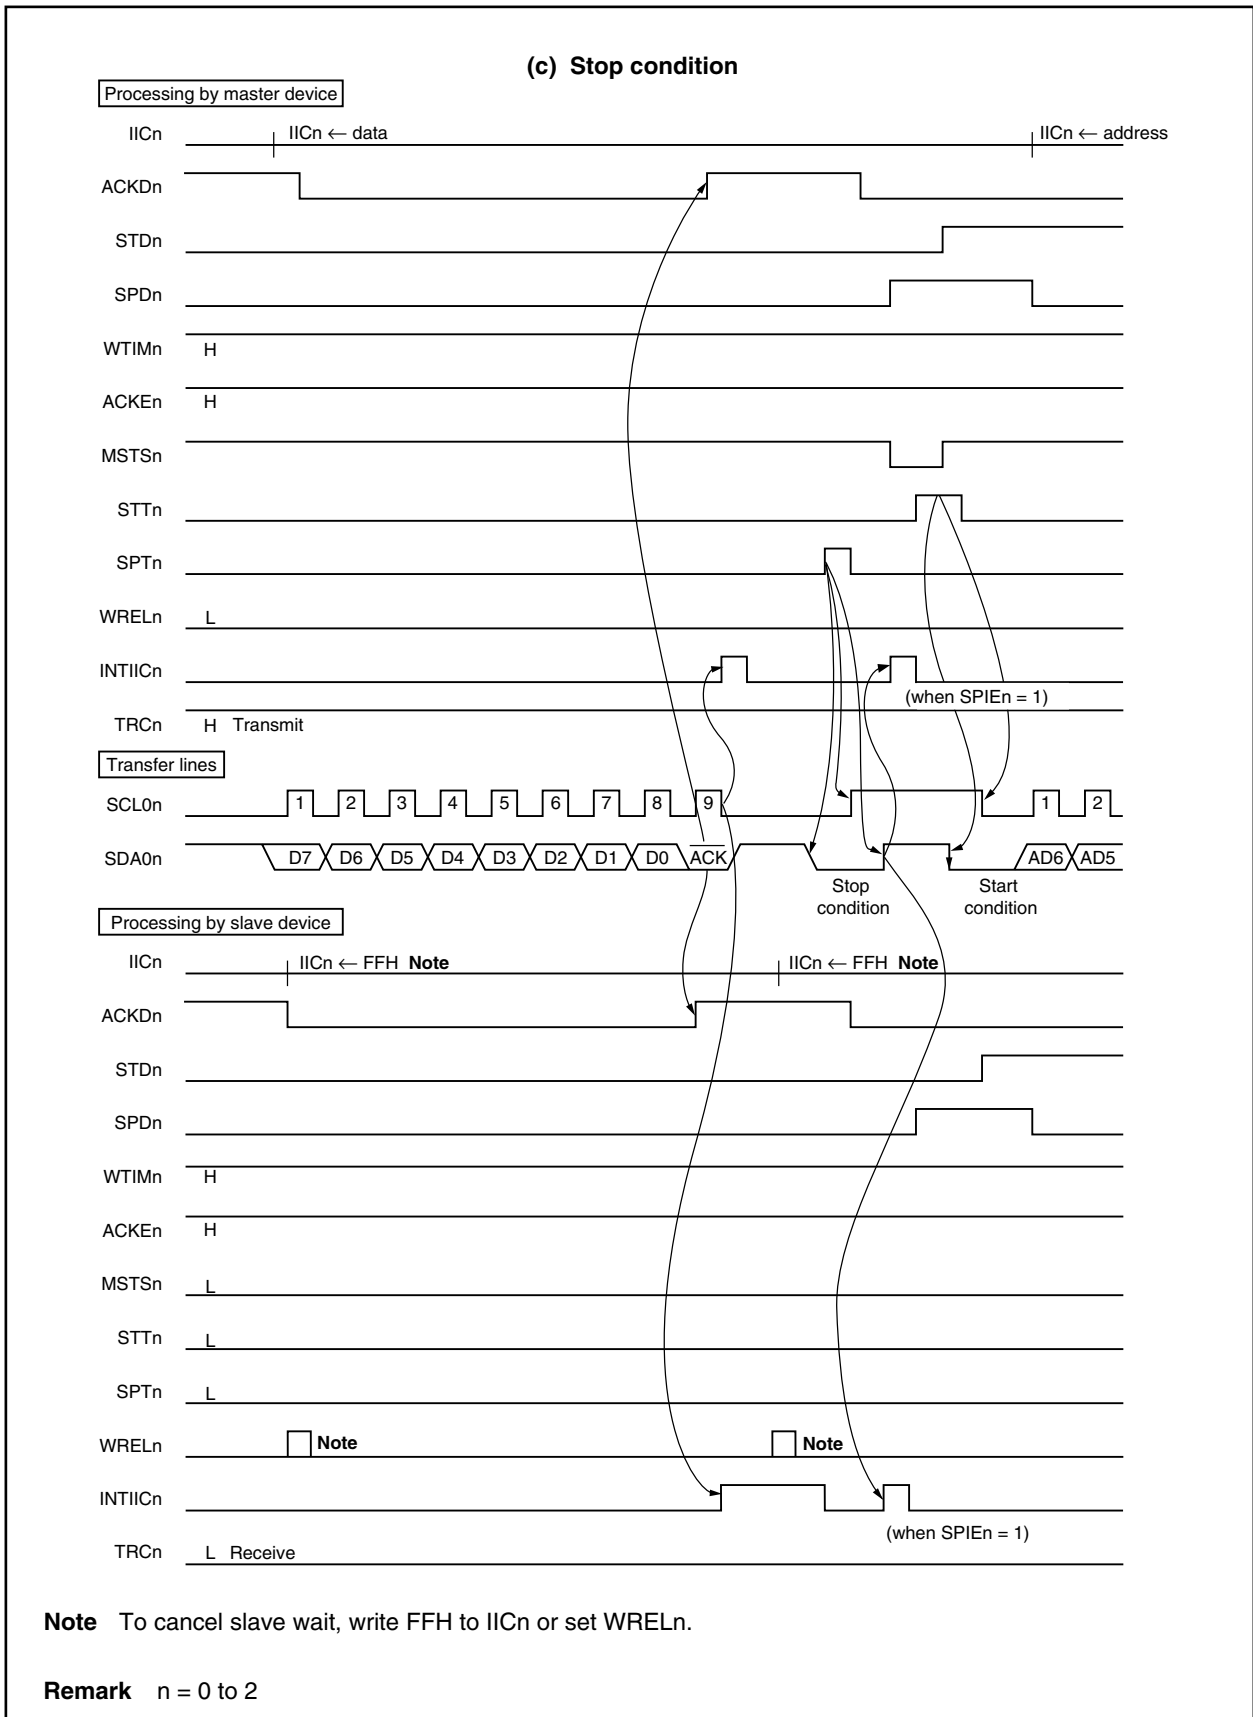 (c) Stop condition
Processing by master device
IICn IICn ← data IICn ← address
ACKDn
STDn
SPDn
WTIMn H
ACKEn H
MSTSn
STTn
SPTn
WRELn L
INTIICn
(when SPIEn = 1)
TRCn H Transmit
Transfer lines
SCL0n 1 2 3 4 5 6 7 8 9 1 2
SDA0n D7 D6 D5 D4 D3 D2 D1 D0 A̅C̅K̅ AD6 AD5
Stop Start
condition condition
Processing by slave device
IICn IICn ← FFH Note IICn ← FFH Note
ACKDn
STDn
SPDn
WTIMn H
ACKEn H
MSTSn L
STTn L
SPTn L
WRELn Note Note
INTIICn
(when SPIEn = 1)
TRCn L Receive
Note To cancel slave wait, write FFH to IICn or set WRELn.
Remark n = 0 to 2